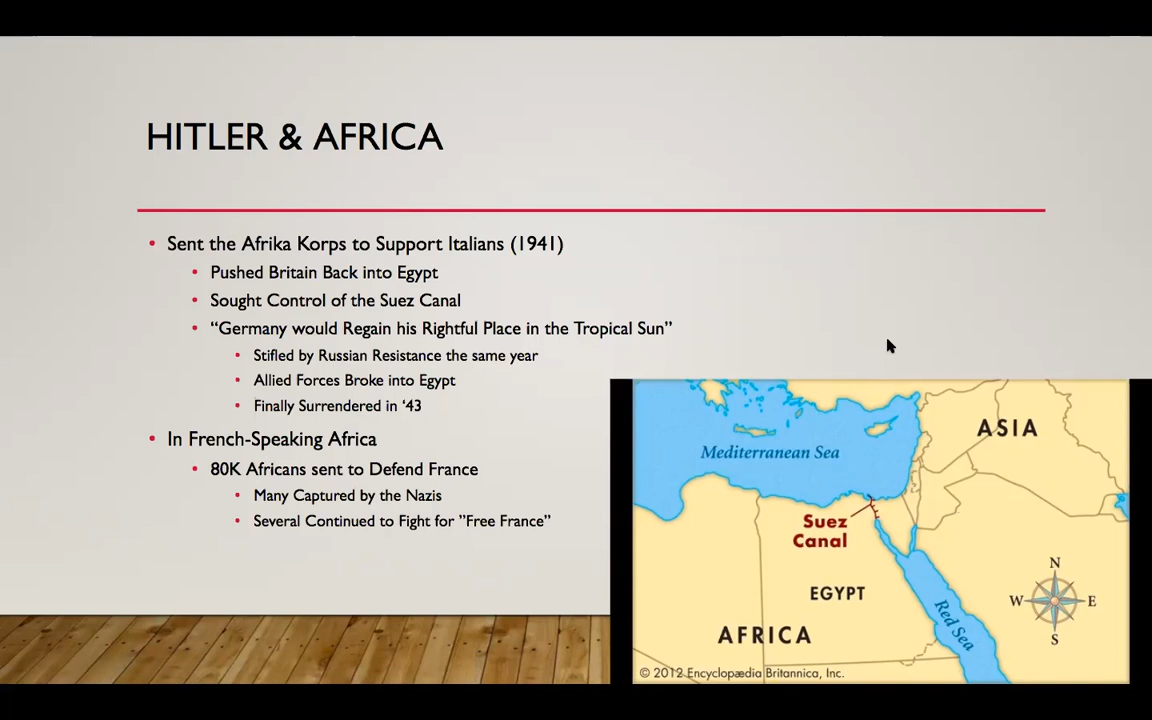 HITLER & AFRICA
• Sent the Afrika Korps to Support Italians (1941)
• Pushed Britain Back into Egypt
• Sought Control of the Suez Canal
• “Germany would Regain his Rightful Place in the Tropical Sun”
• Stifled by Russian Resistance the same year
• Allied Forces Broke into Egypt
• Finally Surrendered in ‘43
• In French-Speaking Africa
• 80K Africans sent to Defend France
• Many Captured by the Nazis
• Several Continued to Fight for ”Free France”
ASIA
Mediterranean Sea
Suez
Canal
EGYPT
AFRICA
Red Sea
N
W E
S
© 2012 Encyclopædia Britannica, Inc.